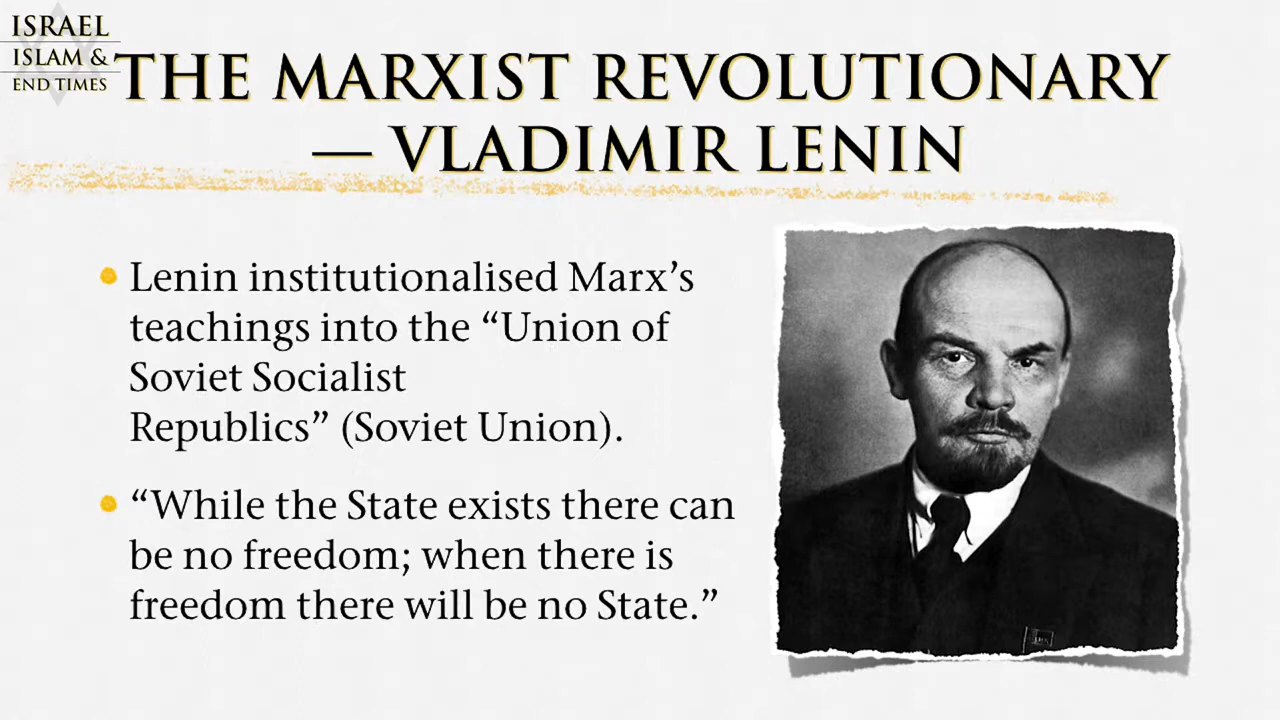 ISRAEL
ISLAM &
END TIMES
THE MARXIST REVOLUTIONARY
— VLADIMIR LENIN
• Lenin institutionalised Marx’s
teachings into the “Union of
Soviet Socialist
Republics” (Soviet Union).
• “While the State exists there can
be no freedom; when there is
freedom there will be no State.”